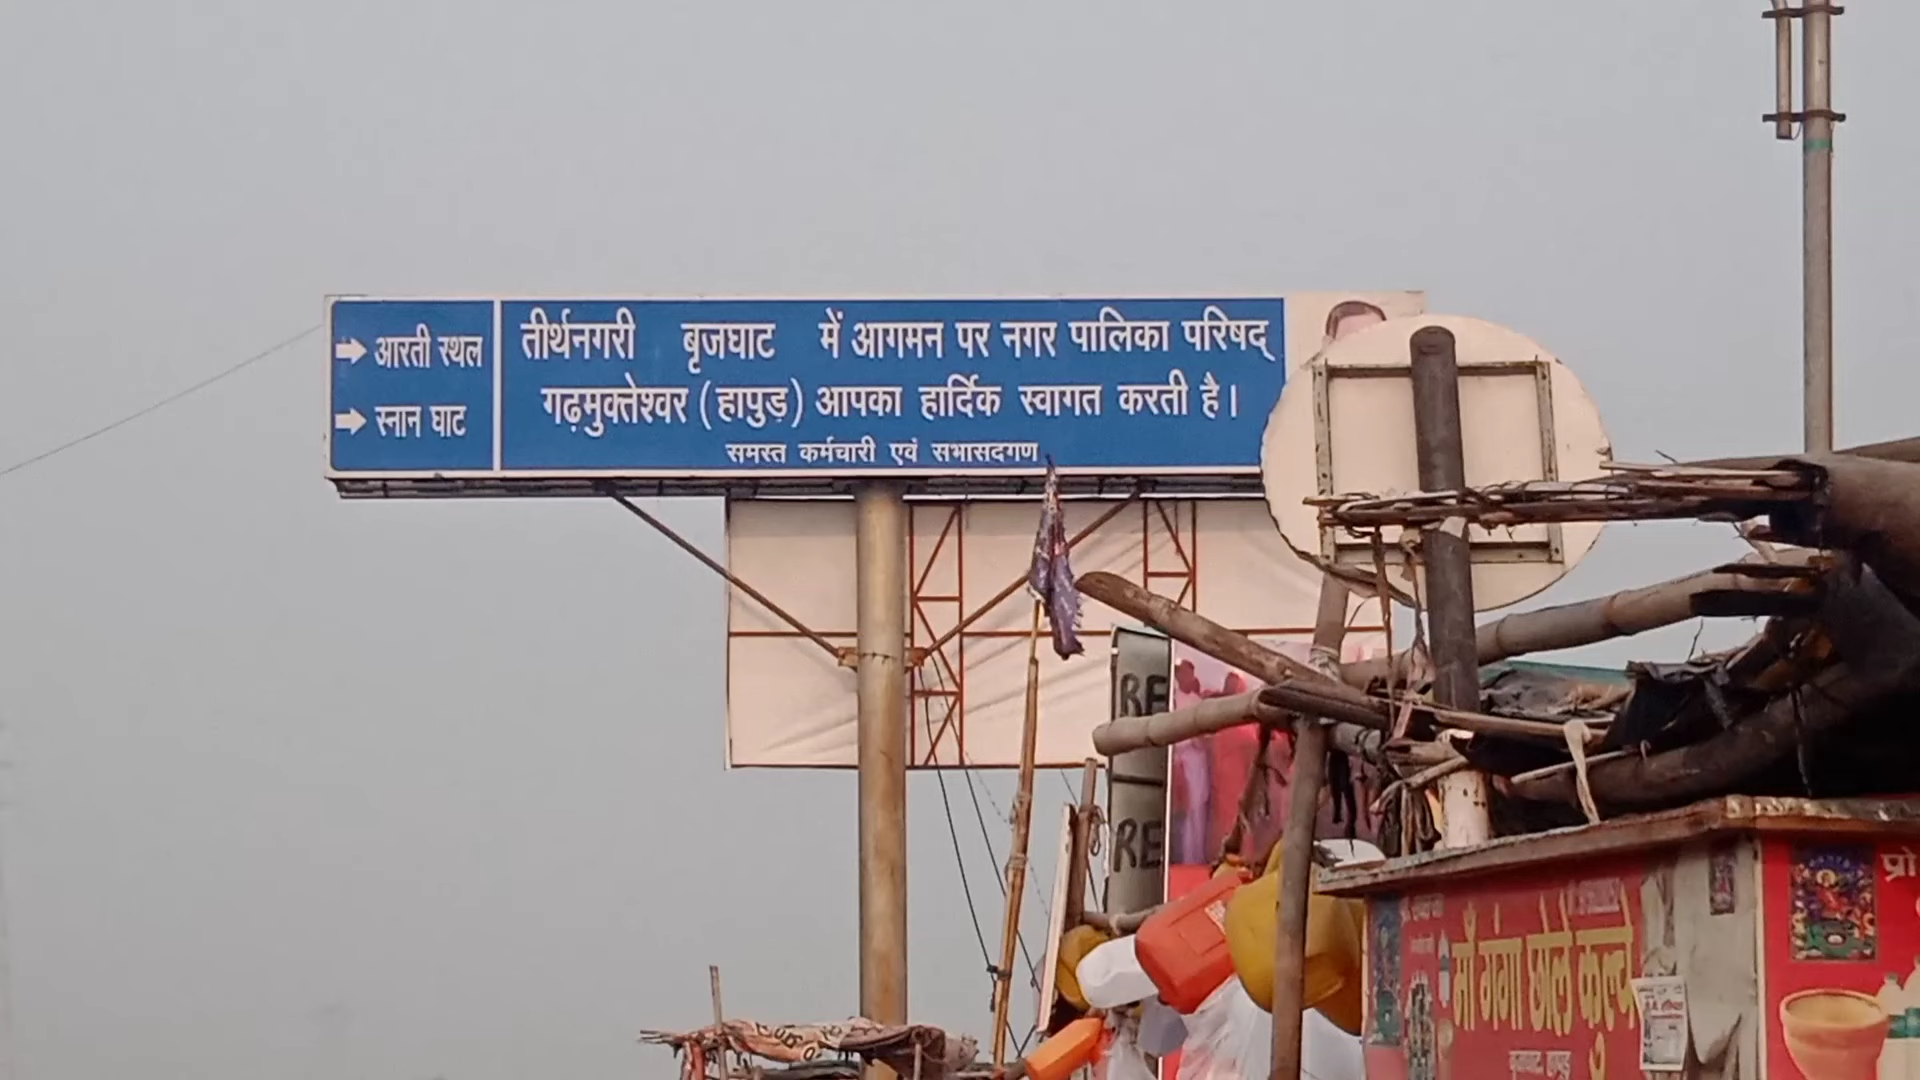 आरती स्थल
स्नान घाट
तीर्थनगरी बृजघाट में आगमन पर नगर पालिका परिषद्
गढ़मुक्तेश्वर (हापुड़) आपका हार्दिक स्वागत करती है।
समस्त कर्मचारी एवं सभासदगण
RE
RE
माँ गंगा छोले कुल्चे
प्रो